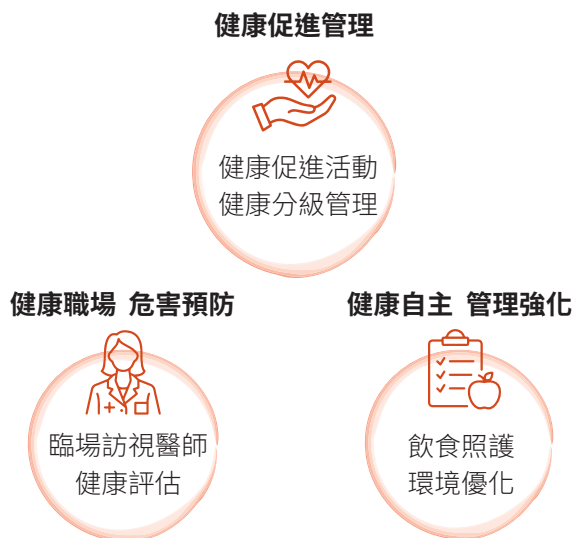 健康促進管理
健康促進活動
健康分級管理
健康職場 危害預防
臨場訪視醫師
健康評估
健康自主 管理強化
飲食照護
環境優化